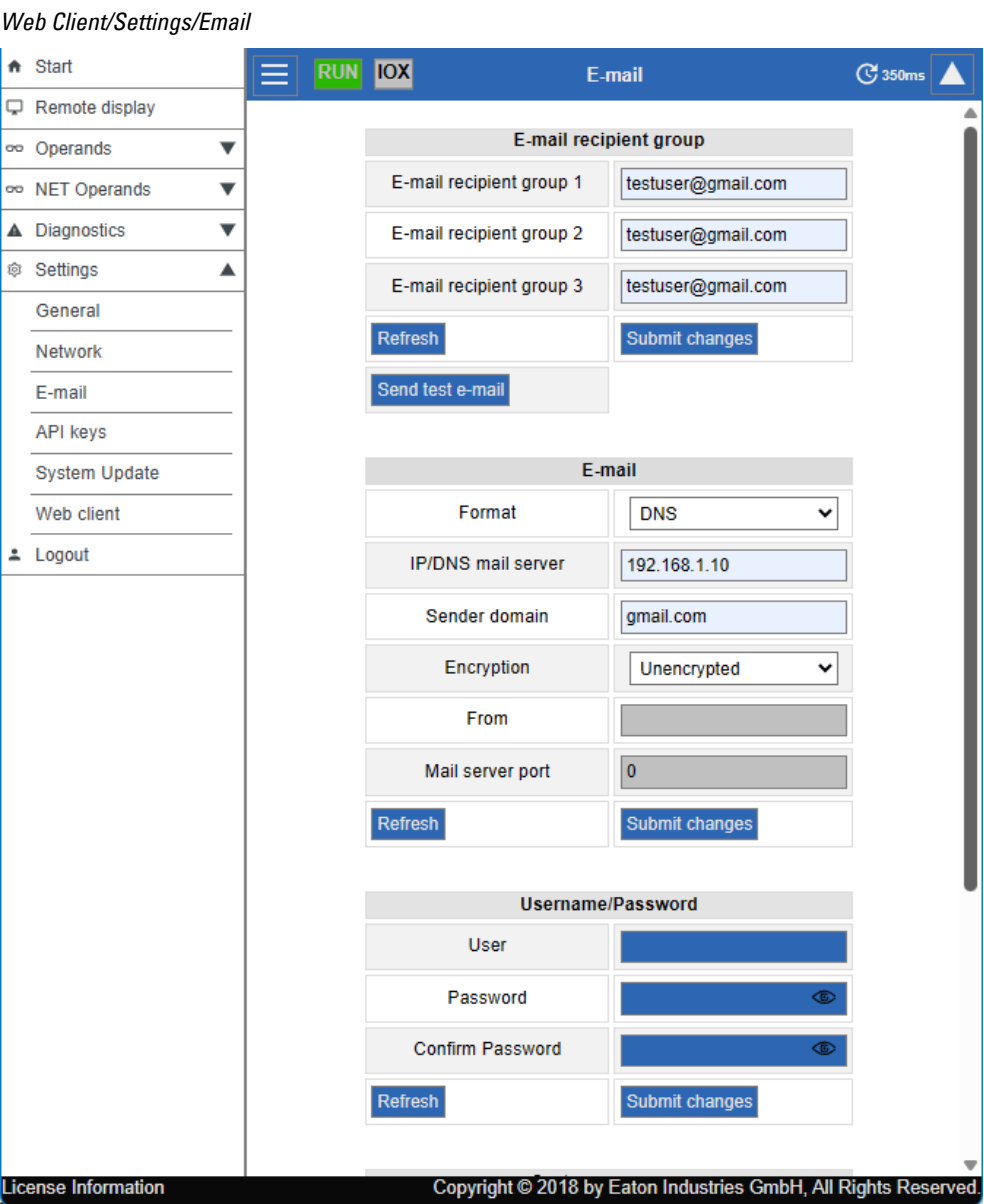 Web Client/Settings/Email
Start
Remote display
Operands
NET Operands
Diagnostics
Settings
General
Network
E-mail
API keys
System Update
Web client
Logout
RUN IOX E-mail 350ms
E-mail recipient group
E-mail recipient group 1 testuser@gmail.com
E-mail recipient group 2 testuser@gmail.com
E-mail recipient group 3 testuser@gmail.com
Refresh Submit changes
Send test e-mail
E-mail
Format DNS
IP/DNS mail server 192.168.1.10
Sender domain gmail.com
Encryption Unencrypted
From
Mail server port 0
Refresh Submit changes
Username/Password
User
Password
Confirm Password
Refresh Submit changes
License Information Copyright © 2018 by Eaton Industries GmbH, All Rights Reserved.